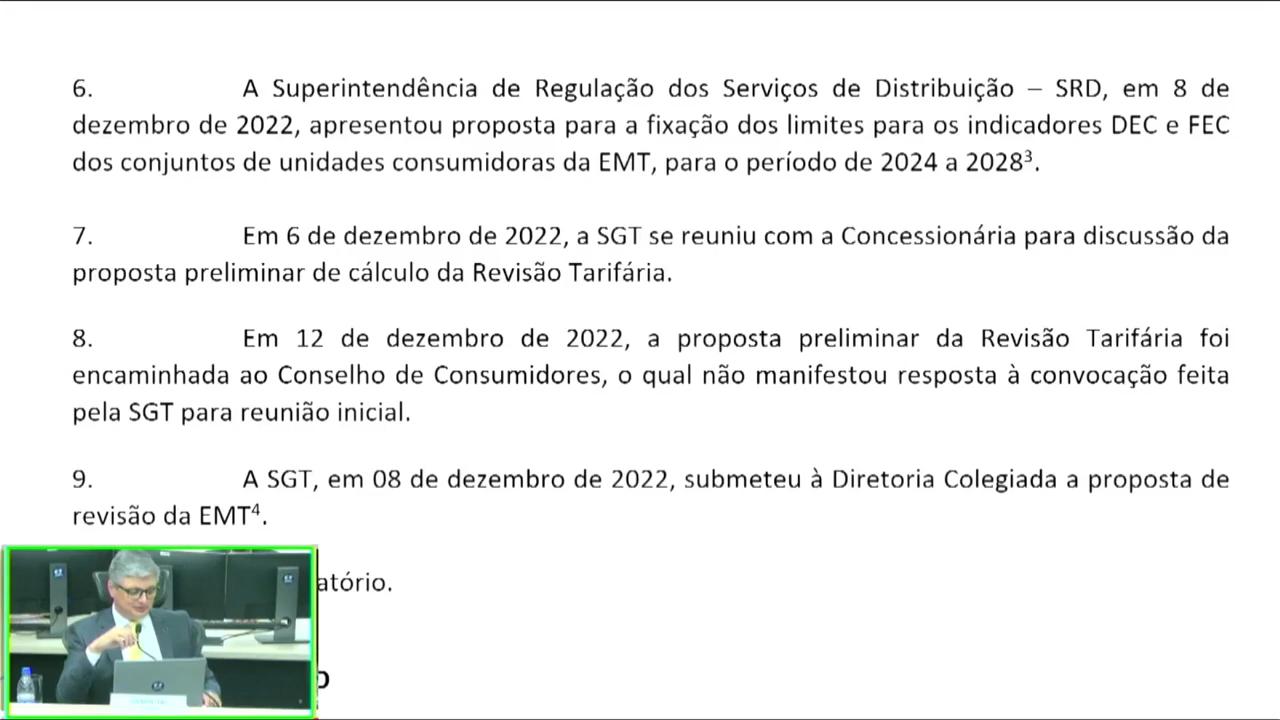 6. A Superintendência de Regulação dos Serviços de Distribuição – SRD, em 8 de
dezembro de 2022, apresentou proposta para a fixação dos limites para os indicadores DEC e FEC
dos conjuntos de unidades consumidoras da EMT, para o período de 2024 a 2028³.
7. Em 6 de dezembro de 2022, a SGT se reuniu com a Concessionária para discussão da
proposta preliminar de cálculo da Revisão Tarifária.
8. Em 12 de dezembro de 2022, a proposta preliminar da Revisão Tarifária foi
encaminhada ao Conselho de Consumidores, o qual não manifestou resposta à convocação feita
pela SGT para reunião inicial.
9. A SGT, em 08 de dezembro de 2022, submeteu à Diretoria Colegiada a proposta de
revisão da EMT⁴.
atório.